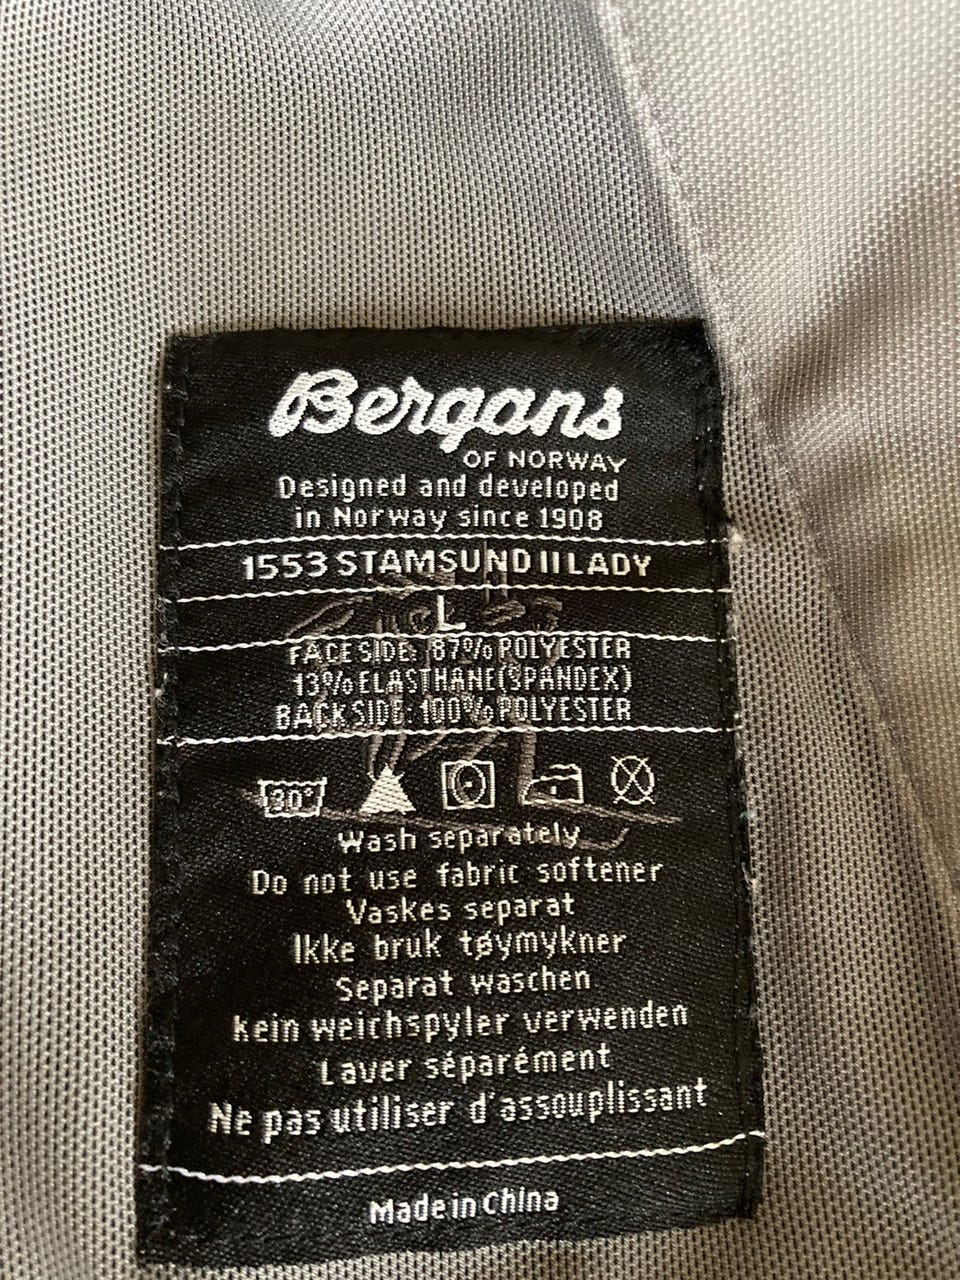 Bergans
OF NORWAY
Designed and developed
in Norway since 1908
1553 STAMSUND II LADY
L
FACE SIDE: 87% POLYESTER
13% ELASTHANE (SPANDEX)
BACK SIDE: 100% POLYESTER
30°
Wash separately
Do not use fabric softener
Vaskes separat
Ikke bruk tøymykner
Separat waschen
kein weichspyler verwenden
Laver séparément
Ne pas utiliser d'assouplissant
Made in China